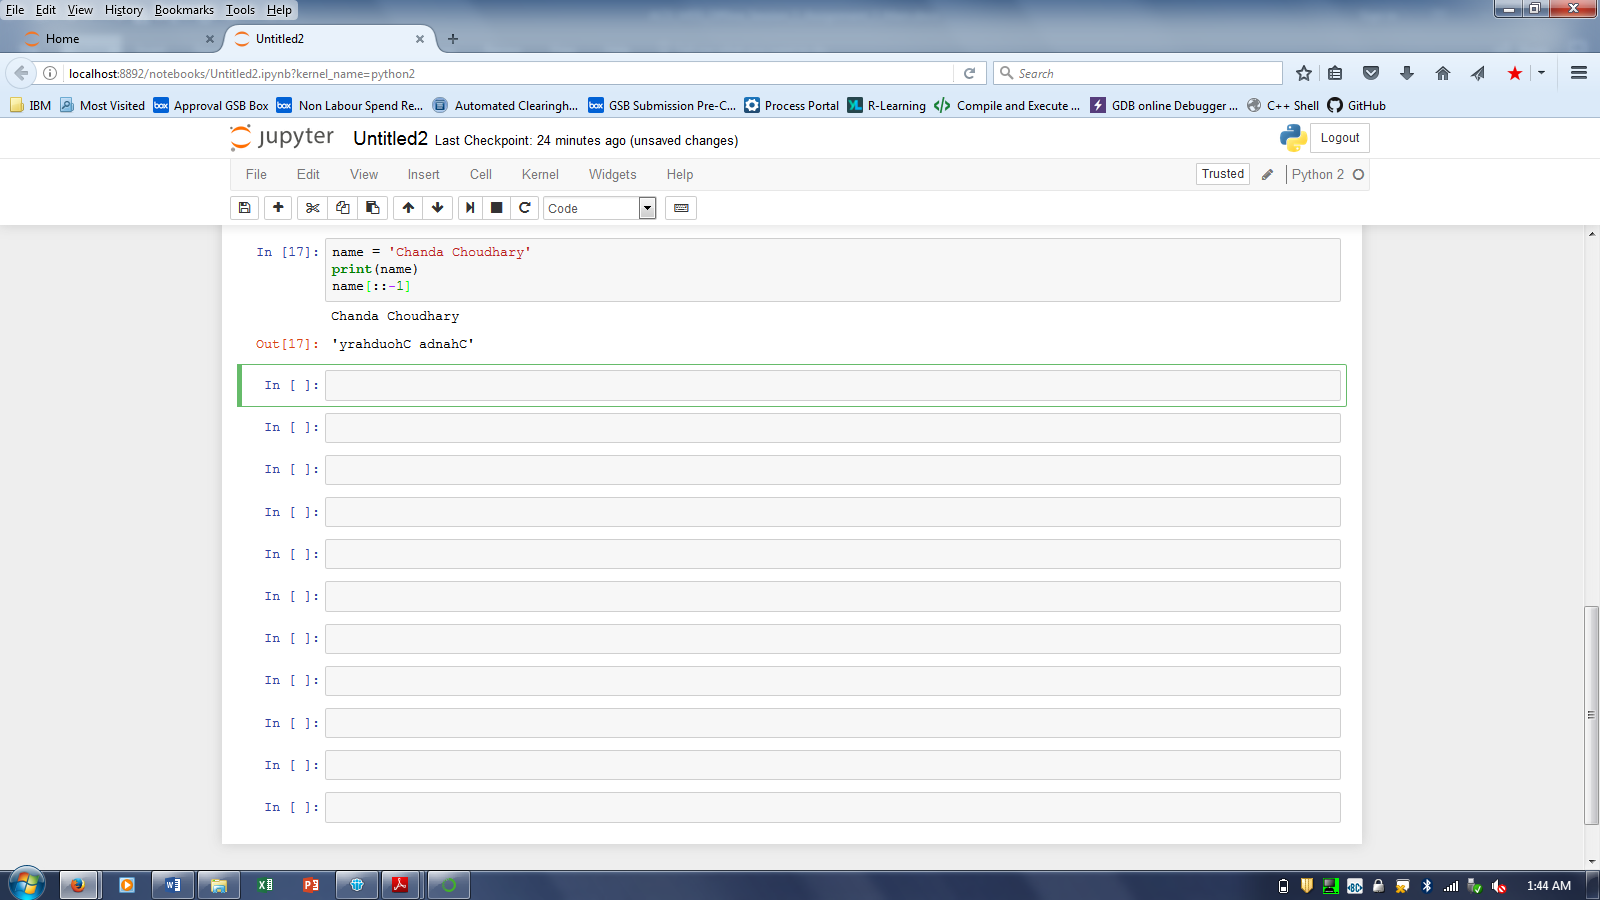 File Edit View History Bookmarks Tools Help
Home × Untitled2 × +
localhost:8892/notebooks/Untitled2.ipynb?kernel_name=python2 Search
IBM Most Visited box Approval GSB Box box Non Labour Spend Re... Automated Clearingh... box GSB Submission Pre-C... Process Portal R-Learning Compile and Execute ... GDB online Debugger ... C++ Shell GitHub
jupyter Untitled2 Last Checkpoint: 24 minutes ago (unsaved changes) Logout
File Edit View Insert Cell Kernel Widgets Help Trusted Python 2
Code
In [17]: name = 'Chanda Choudhary'
print(name)
name[::-1]
Chanda Choudhary
Out[17]: 'yrahduohC adnahC'
In [ ]:
In [ ]:
In [ ]:
In [ ]:
In [ ]:
In [ ]:
In [ ]:
In [ ]:
In [ ]:
In [ ]:
In [ ]:
1:44 AM